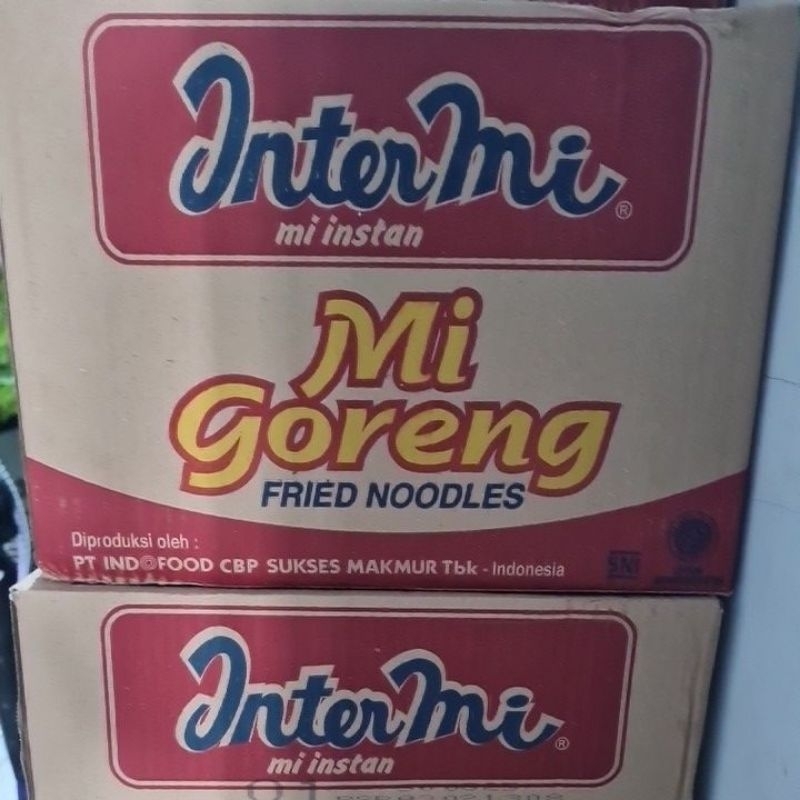 InterMi®
mi instan
Mi
Goreng
FRIED NOODLES
Diproduksi oleh :
PT INDOFOOD CBP SUKSES MAKMUR Tbk - Indonesia
SNI
InterMi®
mi instan